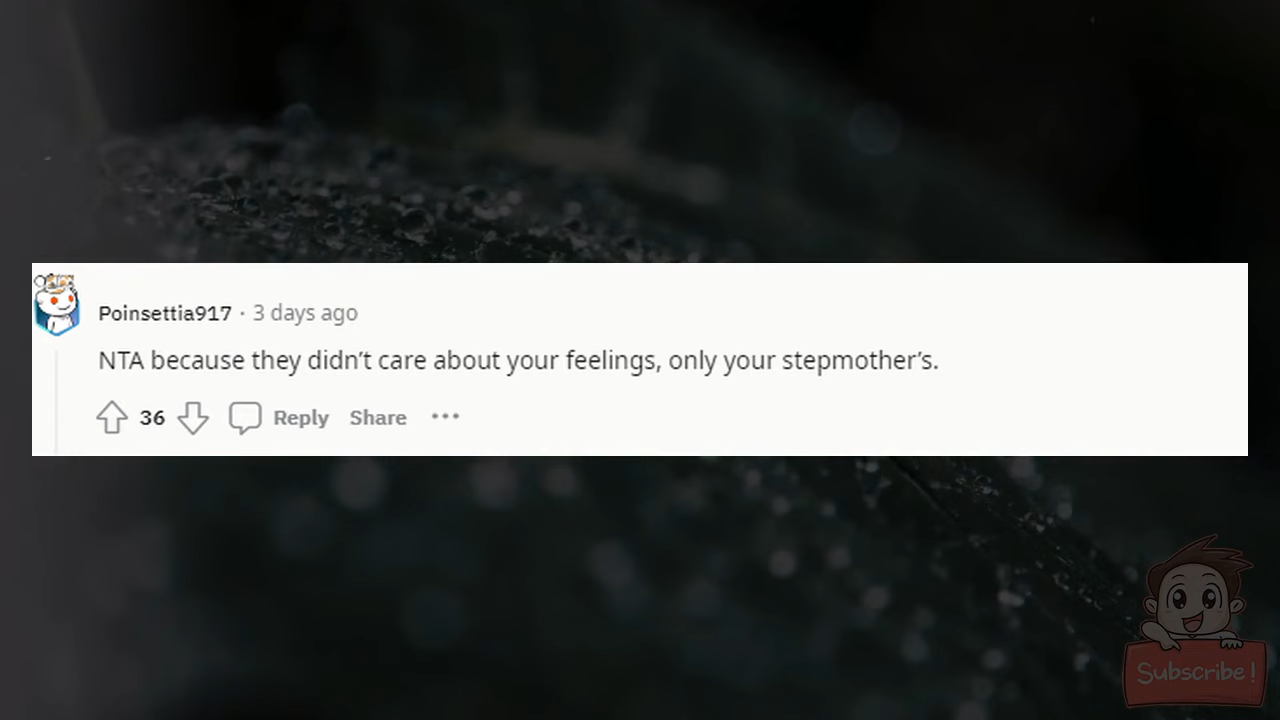 Poinsettia917 · 3 days ago
NTA because they didn’t care about your feelings, only your stepmother’s.
36 Reply Share •••
Subscribe!